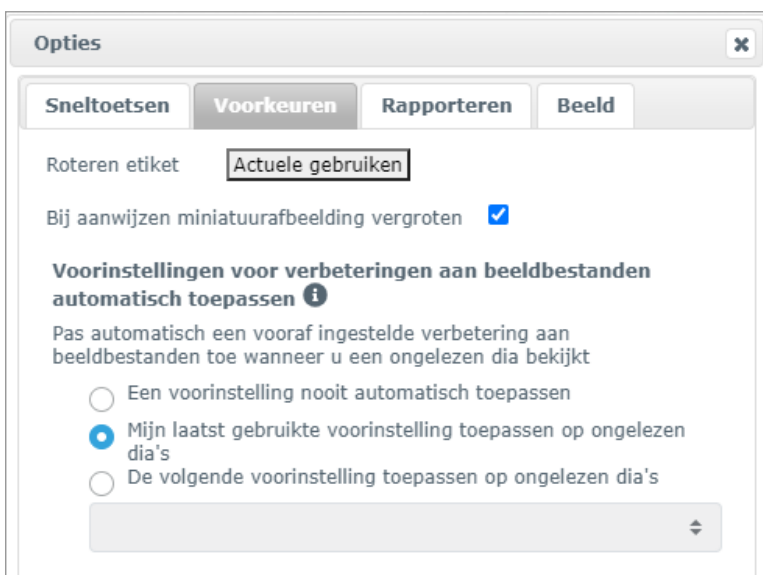 Opties
Sneltoetsen Voorkeuren Rapporteren Beeld
Roteren etiket Actuele gebruiken
Bij aanwijzen miniatuurafbeelding vergroten
Voorinstellingen voor verbeteringen aan beeldbestanden
automatisch toepassen
Pas automatisch een vooraf ingestelde verbetering aan
beeldbestanden toe wanneer u een ongelezen dia bekijkt
Een voorinstelling nooit automatisch toepassen
Mijn laatst gebruikte voorinstelling toepassen op ongelezen
dia's
De volgende voorinstelling toepassen op ongelezen dia's